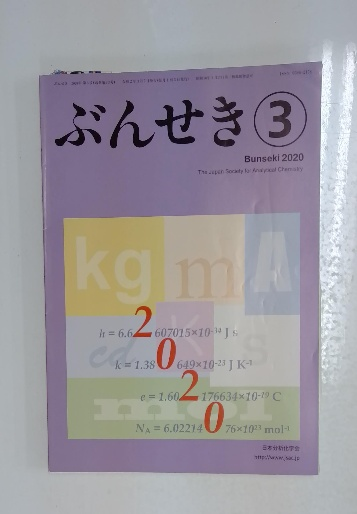 ぶんせき ③
Bunseki 2020
The Japan Society for Analytical Chemistry
kg m A
K s
cd
mol
h = 6.62607015×10⁻³⁴ J s
k = 1.380649×10⁻²³ J K⁻¹
e = 1.602176634×10⁻¹⁹ C
NA = 6.02214076×10²³ mol⁻¹
日本分析化学会
http://www.jsac.jp